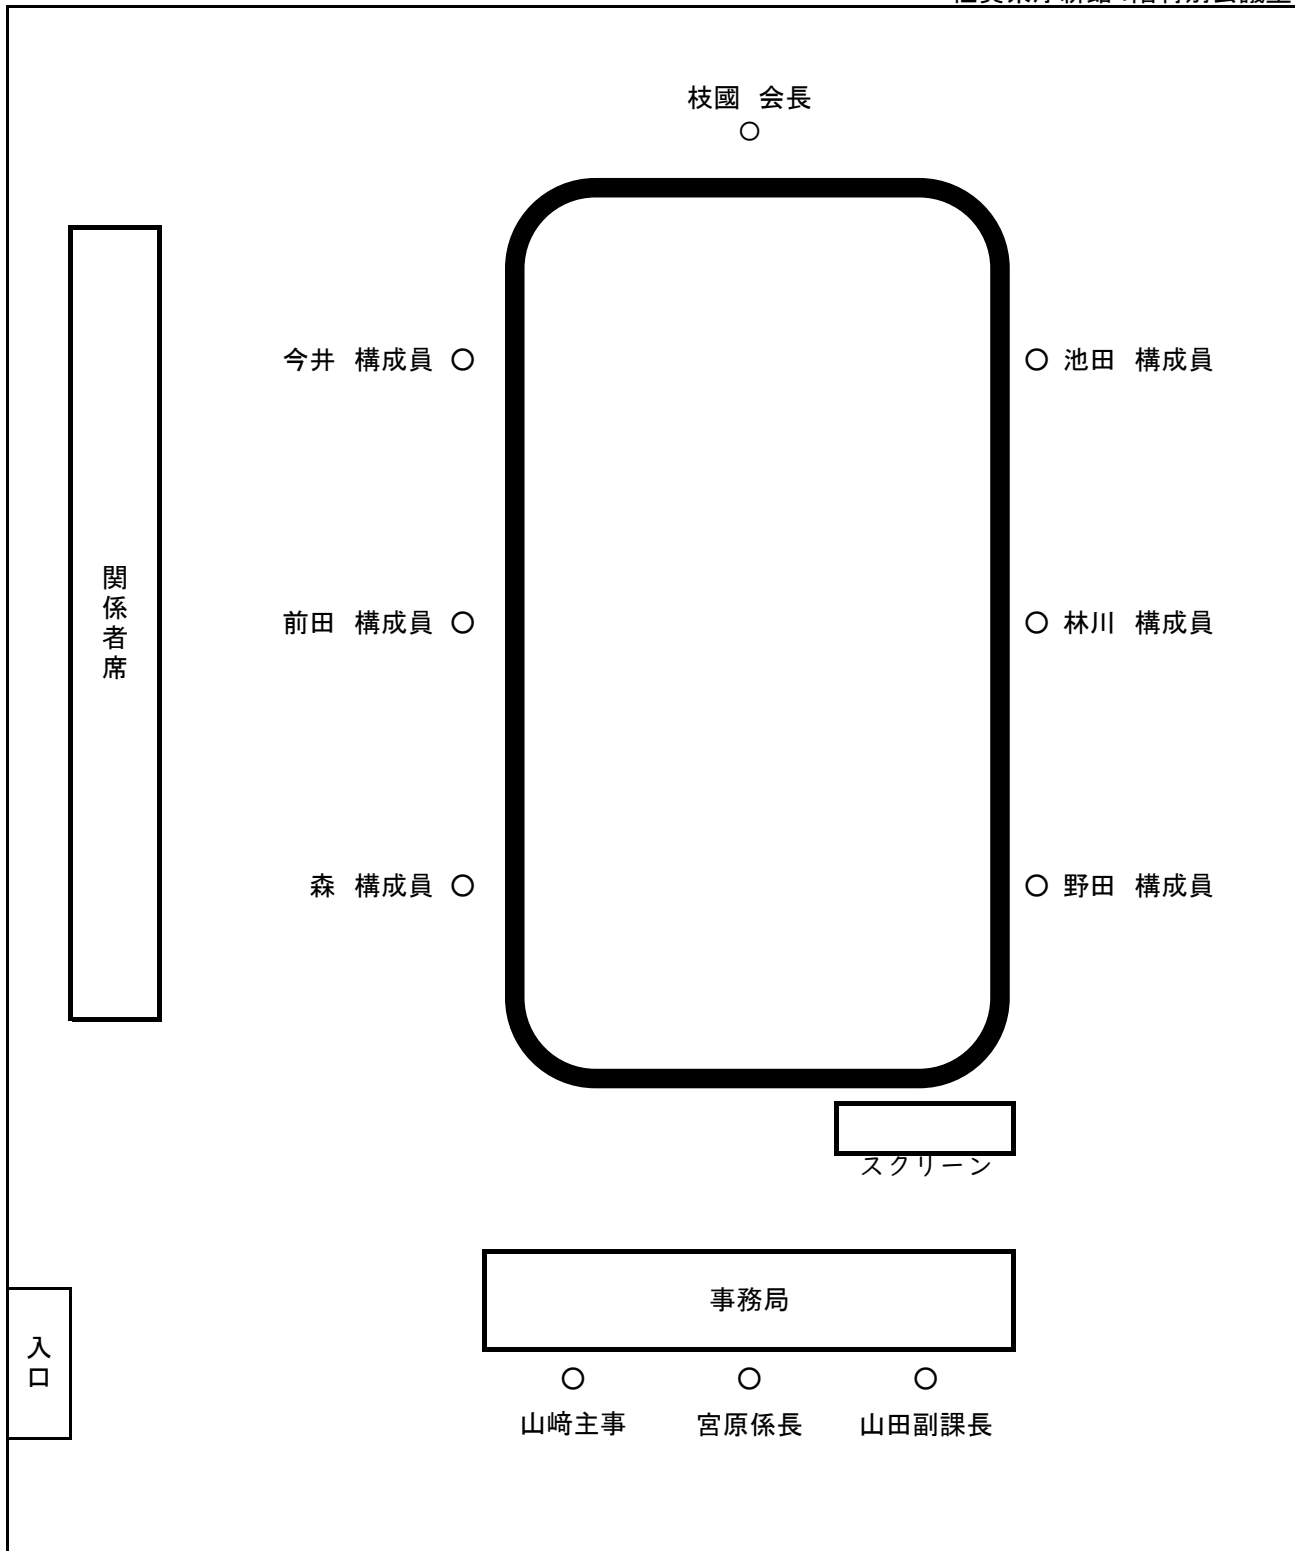 枝國 会長
○
今井 構成員 ○
○ 池田 構成員
関係者席
前田 構成員 ○
○ 林川 構成員
森 構成員 ○
○ 野田 構成員
スクリーン
事務局
入口
○ ○ ○
山﨑主事 宮原係長 山田副課長